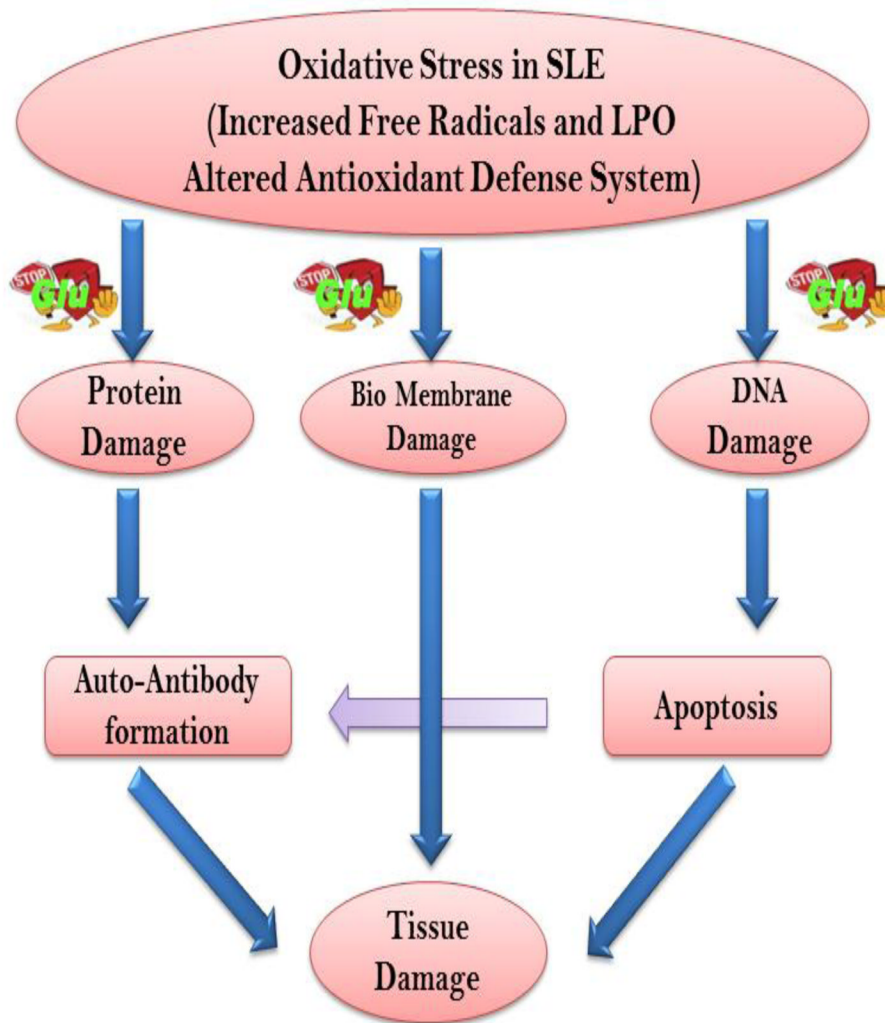 Oxidative Stress in SLE
(Increased Free Radicals and LPO
Altered Antioxidant Defense System)
STOP
Glu
STOP
Glu
STOP
Glu
Protein
Damage
Bio Membrane
Damage
DNA
Damage
Auto-Antibody
formation
Apoptosis
Tissue
Damage